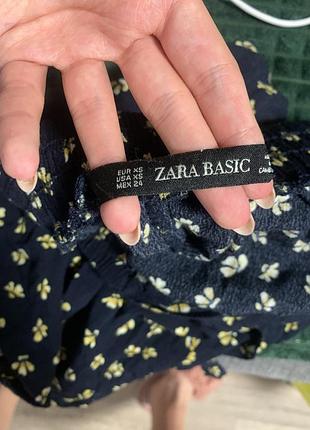 EUR XS
USA XS
MEX 24
ZARA BASIC